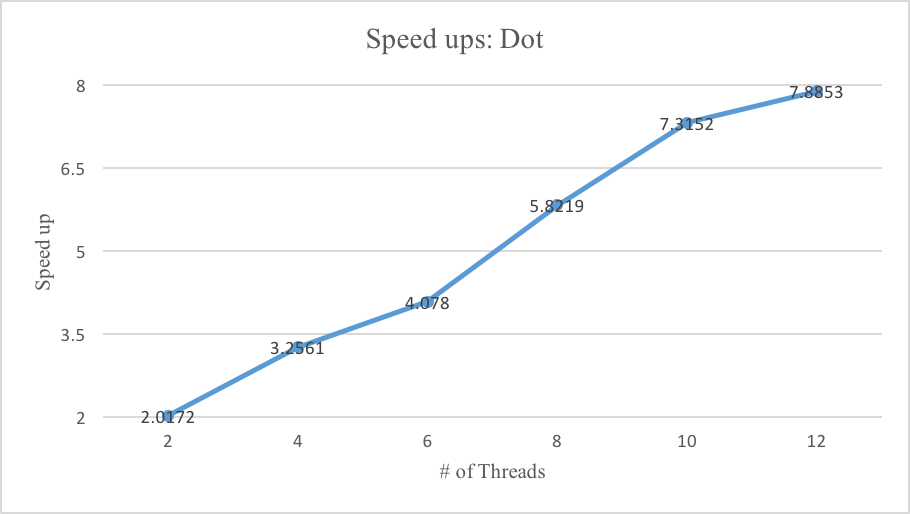 Speed ups: Dot
8
6.5
5
3.5
2
Speed up
2.0172
3.2561
4.078
5.8219
7.3152
7.8853
2 4 6 8 10 12
# of Threads